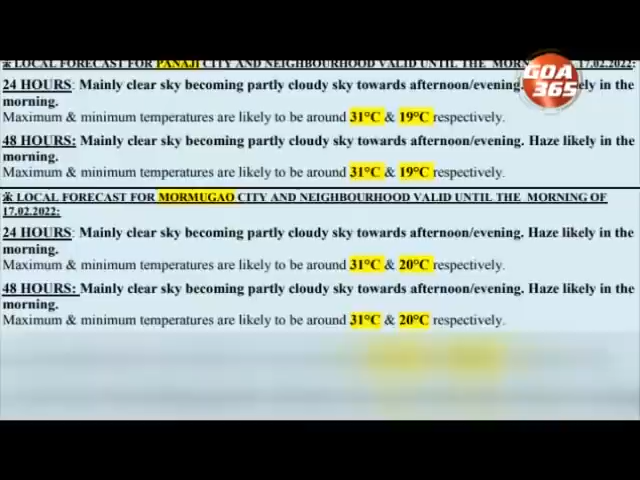 ※ LOCAL FORECAST FOR PANAJI CITY AND NEIGHBOURHOOD VALID UNTIL THE MORN 17.02.2022:
GOA
365
24 HOURS: Mainly clear sky becoming partly cloudy sky towards afternoon/evening. ely in the
morning.
Maximum & minimum temperatures are likely to be around 31°C & 19°C respectively.
48 HOURS: Mainly clear sky becoming partly cloudy sky towards afternoon/evening. Haze likely in the
morning.
Maximum & minimum temperatures are likely to be around 31°C & 19°C respectively.
※ LOCAL FORECAST FOR MORMUGAO CITY AND NEIGHBOURHOOD VALID UNTIL THE MORNING OF
17.02.2022:
24 HOURS: Mainly clear sky becoming partly cloudy sky towards afternoon/evening. Haze likely in the
morning.
Maximum & minimum temperatures are likely to be around 31°C & 20°C respectively.
48 HOURS: Mainly clear sky becoming partly cloudy sky towards afternoon/evening. Haze likely in the
morning.
Maximum & minimum temperatures are likely to be around 31°C & 20°C respectively.